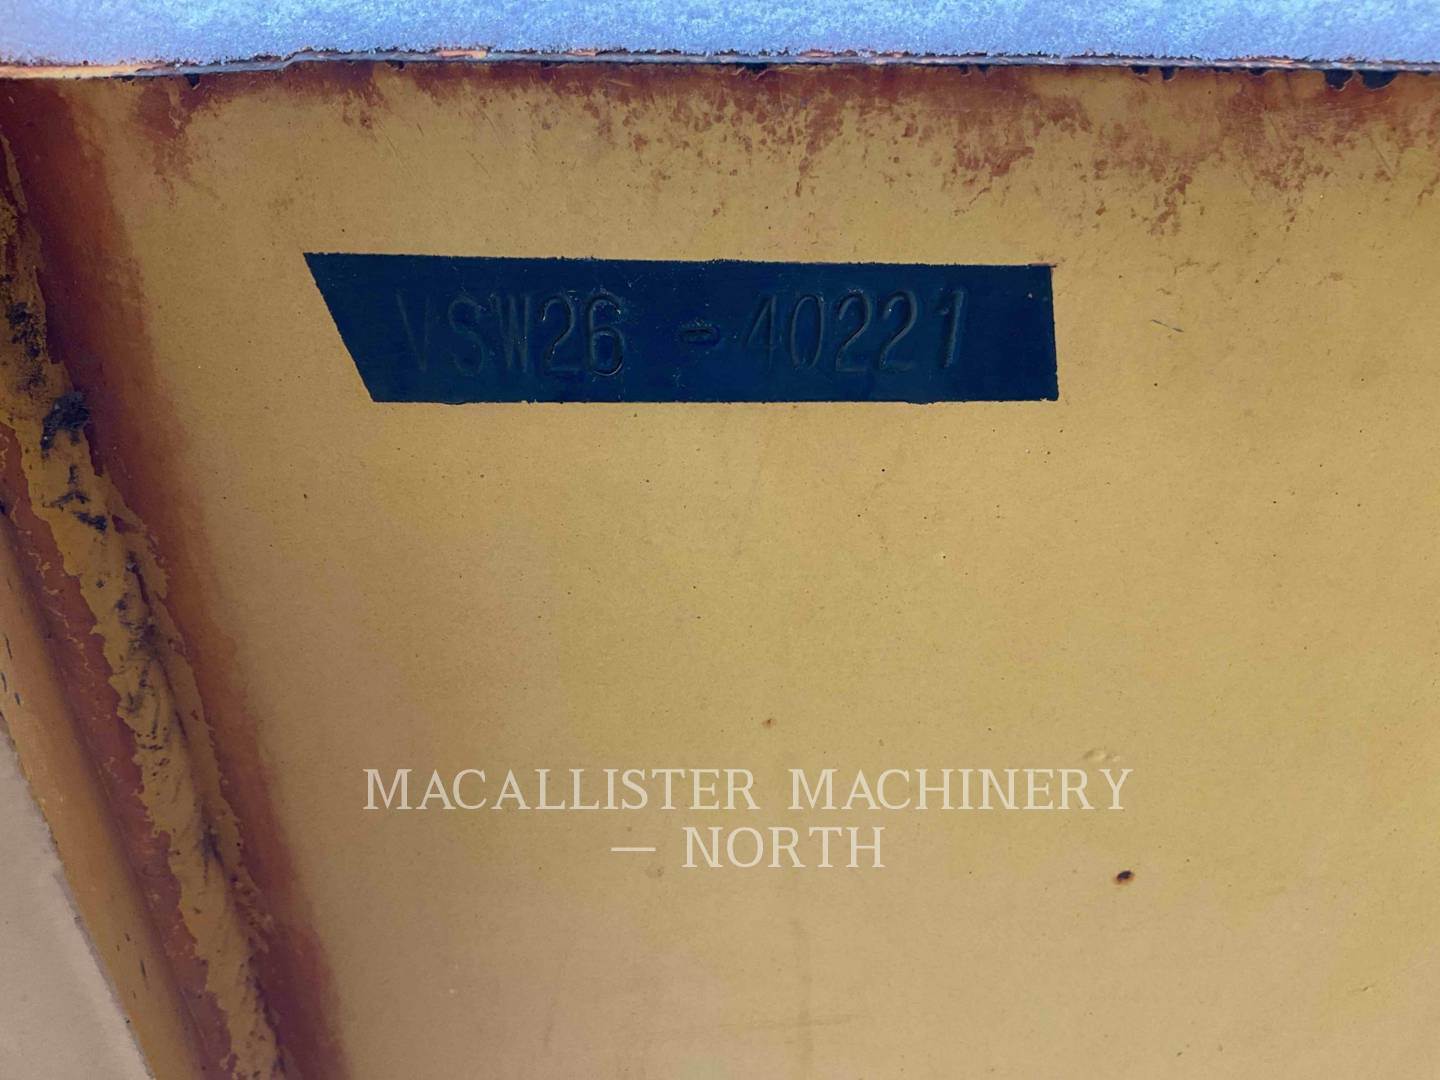 VSW26 - 40221
MACALLISTER MACHINERY
— NORTH